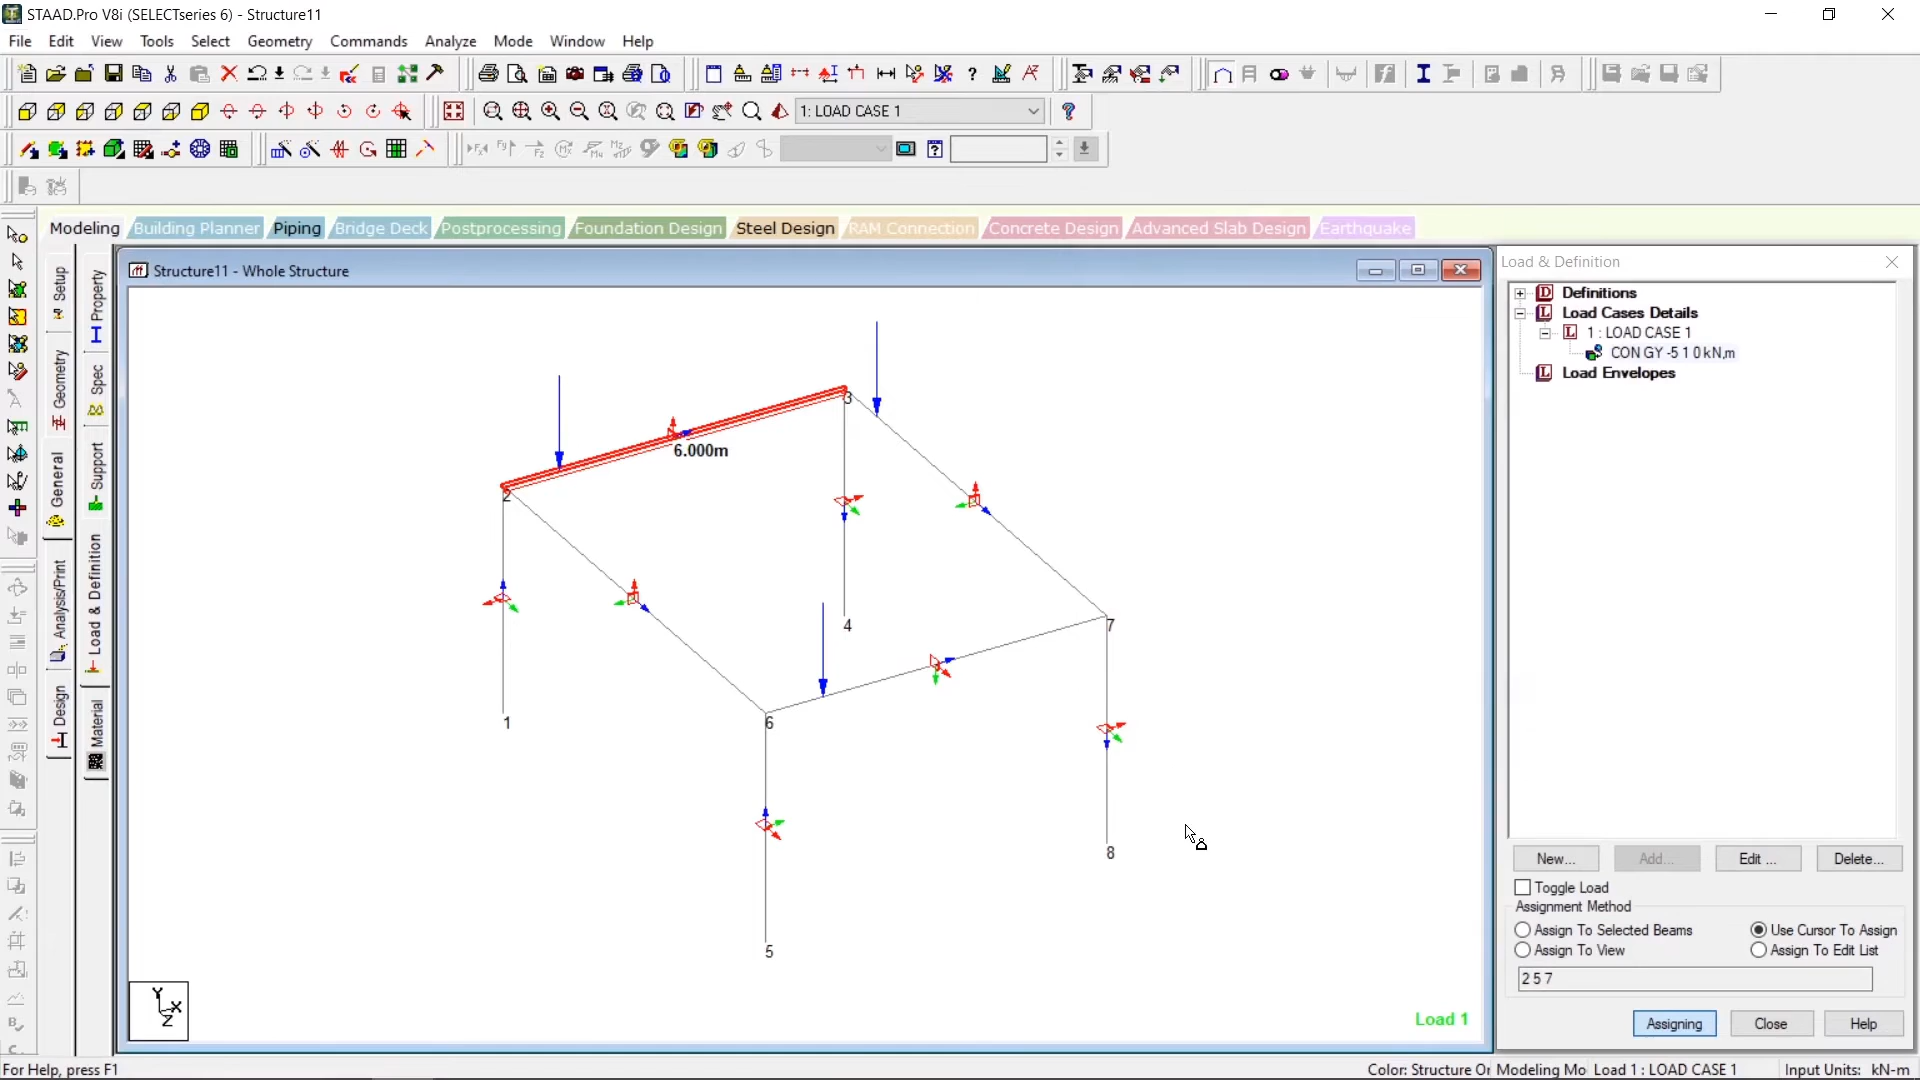 STAAD.Pro V8i (SELECTseries 6) - Structure11
File Edit View Tools Select Geometry Commands Analyze Mode Window Help
1: LOAD CASE 1
Modeling Building Planner Piping Bridge Deck Postprocessing Foundation Design Steel Design RAM Connection Concrete Design Advanced Slab Design Earthquake
Setup
Geometry
General
Analysis/Print
Design
Property
Spec
Support
Load & Definition
Material
Structure11 - Whole Structure
3
6.000m
2
4
7
1
6
8
5
Y
X
Z
Load 1
Load & Definition
Definitions
Load Cases Details
1 : LOAD CASE 1
CON GY -5 1 0 kN,m
Load Envelopes
New... Add... Edit ... Delete...
Toggle Load
Assignment Method
Assign To Selected Beams Use Cursor To Assign
Assign To View Assign To Edit List
2 5 7
Assigning Close Help
For Help, press F1
Color: Structure Or Modeling Mo Load 1 : LOAD CASE 1 Input Units: kN-m